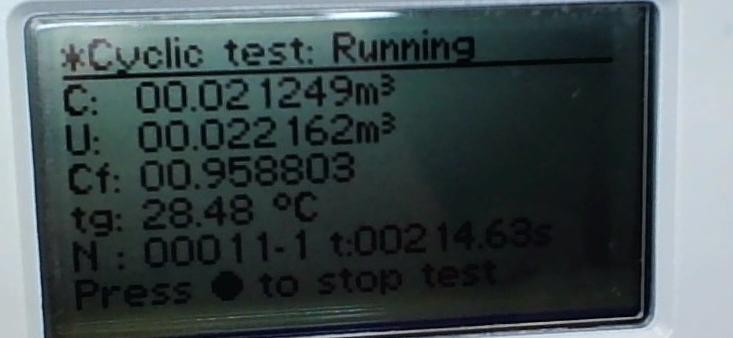 *Cyclic test: Running
C: 00.021249m³
U: 00.022162m³
Cf: 00.958803
tg: 28.48 °C
N : 00011-1 t:00214.63s
Press ● to stop test